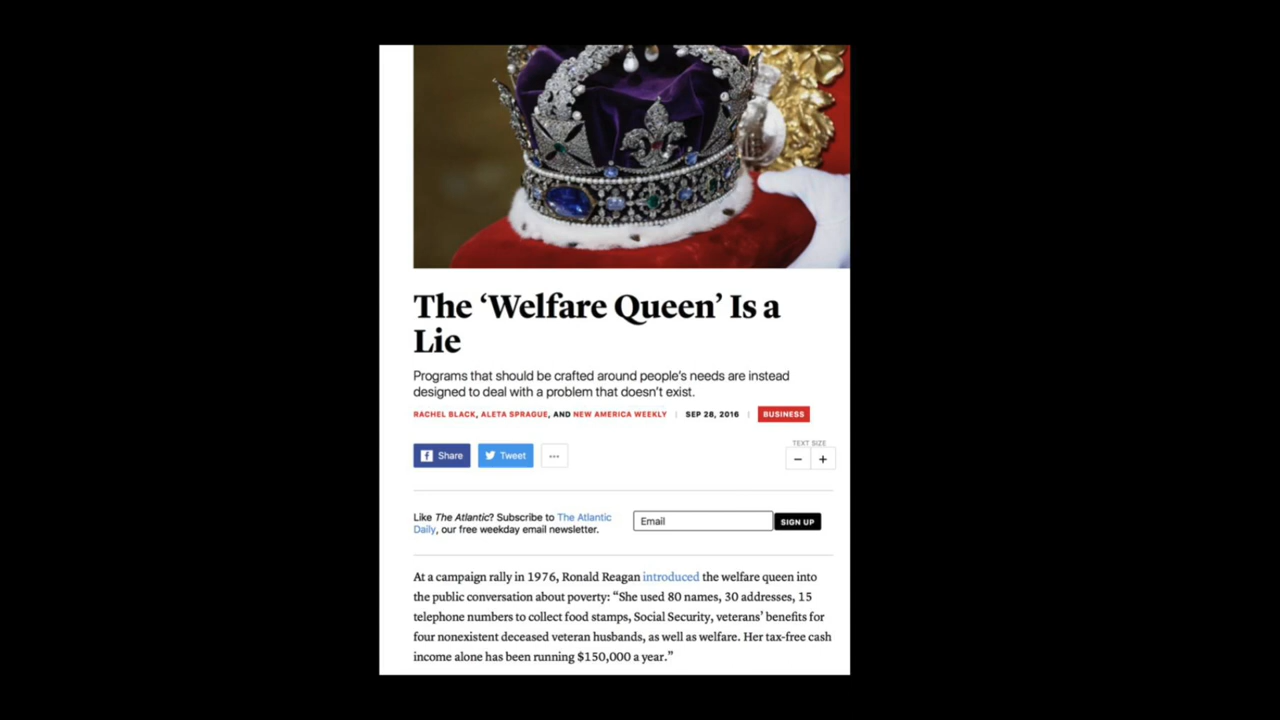 The ‘Welfare Queen’ Is a
Lie
Programs that should be crafted around people’s needs are instead
designed to deal with a problem that doesn’t exist.
RACHEL BLACK, ALETA SPRAGUE, AND NEW AMERICA WEEKLY | SEP 28, 2016 | BUSINESS
Share Tweet ...
TEXT SIZE
− +
Like The Atlantic? Subscribe to The Atlantic
Daily, our free weekday email newsletter.
Email SIGN UP
At a campaign rally in 1976, Ronald Reagan introduced the welfare queen into
the public conversation about poverty: “She used 80 names, 30 addresses, 15
telephone numbers to collect food stamps, Social Security, veterans’ benefits for
four nonexistent deceased veteran husbands, as well as welfare. Her tax-free cash
income alone has been running $150,000 a year.”